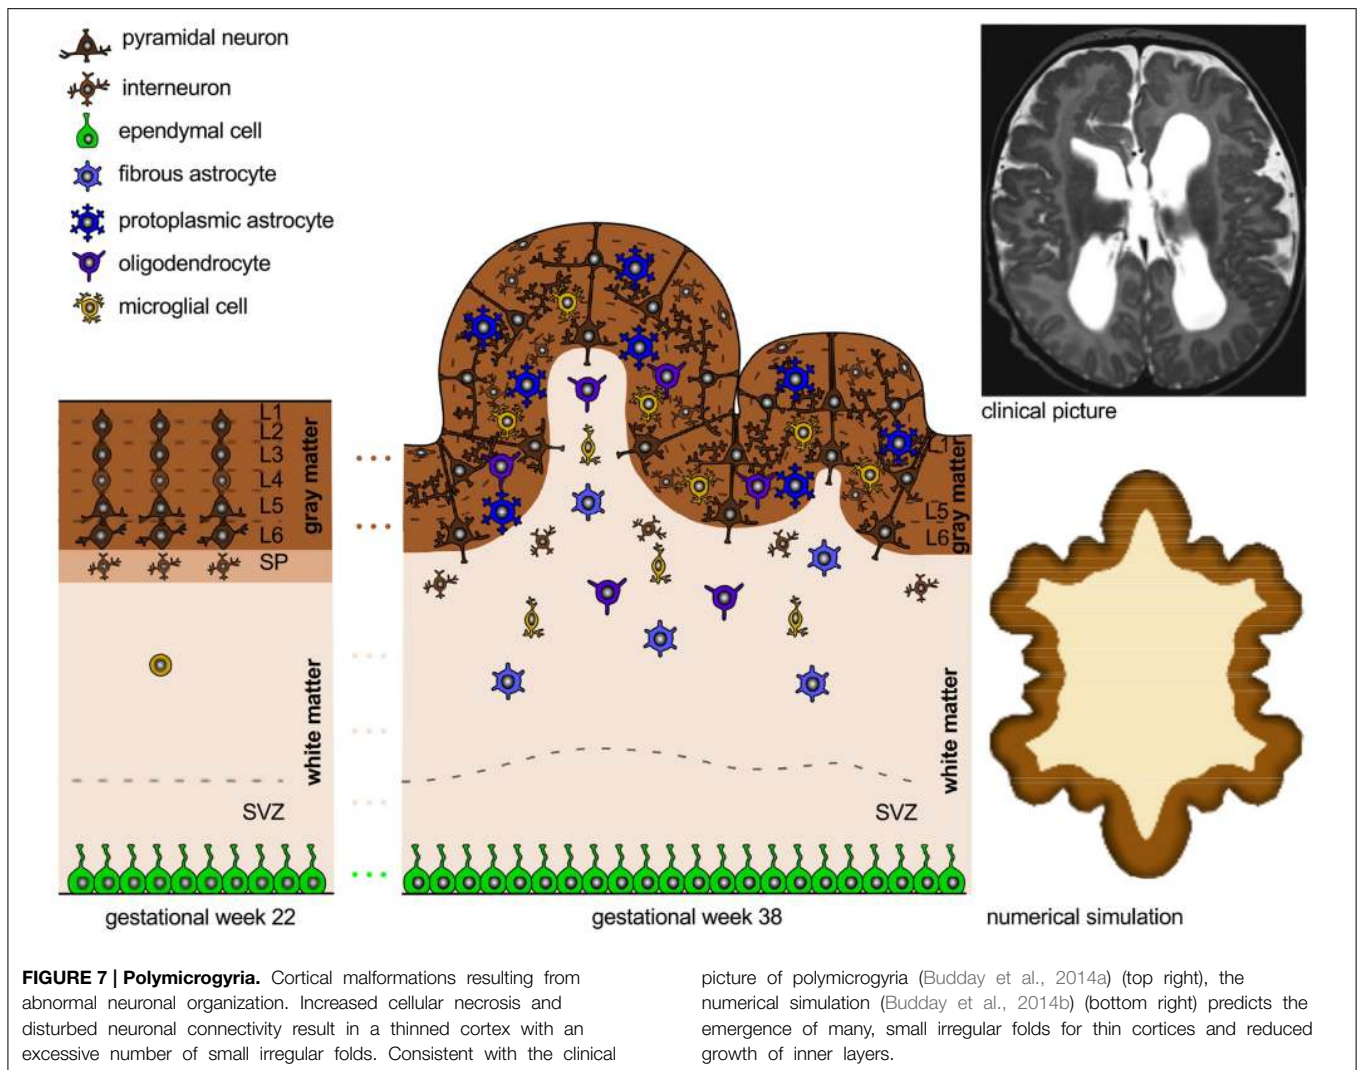 pyramidal neuron
interneuron
ependymal cell
fibrous astrocyte
protoplasmic astrocyte
oligodendrocyte
microglial cell
L1
L2
L3
L4
L5
L6
SP
gray matter
white matter
SVZ
gestational week 22
L5
L6
gray matter
white matter
SVZ
gestational week 38
clinical picture
numerical simulation
FIGURE 7 | Polymicrogyria. Cortical malformations resulting from
abnormal neuronal organization. Increased cellular necrosis and
disturbed neuronal connectivity result in a thinned cortex with an
excessive number of small irregular folds. Consistent with the clinical
picture of polymicrogyria (Budday et al., 2014a) (top right), the
numerical simulation (Budday et al., 2014b) (bottom right) predicts the
emergence of many, small irregular folds for thin cortices and reduced
growth of inner layers.